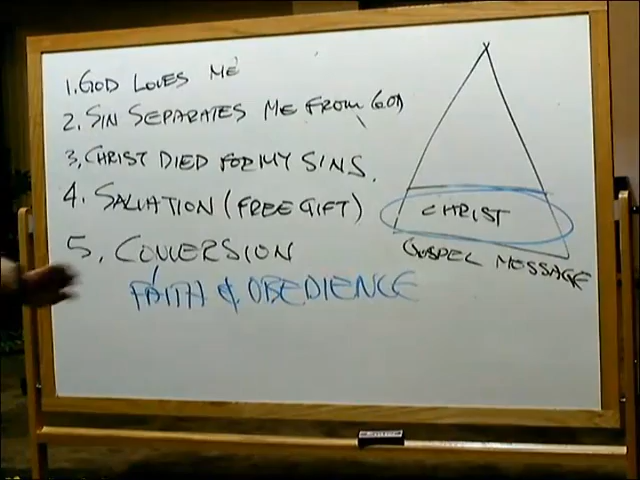 1. GOD LOVES ME
2. SIN SEPARATES ME FROM GOD
3. CHRIST DIED FOR MY SINS.
4. SALVATION (FREE GIFT)
5. CONVERSION
FAITH & OBEDIENCE
CHRIST
GOSPEL MESSAGE